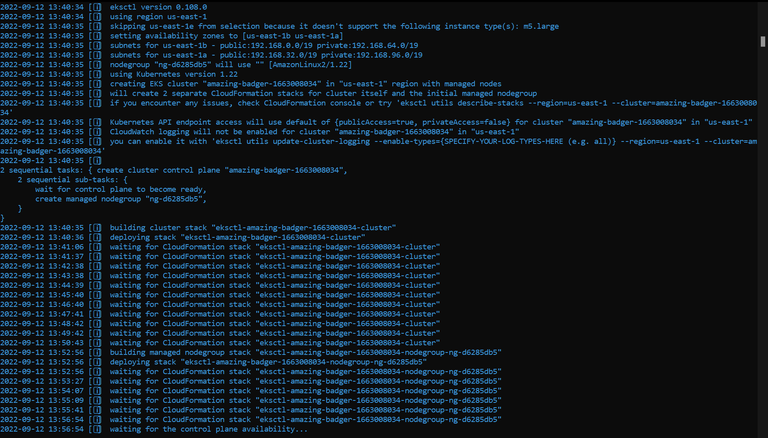 2022-09-12 13:40:34 [ℹ]  eksctl version 0.108.0
2022-09-12 13:40:34 [ℹ]  using region us-east-1
2022-09-12 13:40:35 [ℹ]  skipping us-east-1e from selection because it doesn't support the following instance type(s): m5.large
2022-09-12 13:40:35 [ℹ]  setting availability zones to [us-east-1b us-east-1a]
2022-09-12 13:40:35 [ℹ]  subnets for us-east-1b - public:192.168.0.0/19 private:192.168.64.0/19
2022-09-12 13:40:35 [ℹ]  subnets for us-east-1a - public:192.168.32.0/19 private:192.168.96.0/19
2022-09-12 13:40:35 [ℹ]  nodegroup "ng-d6285db5" will use "" [AmazonLinux2/1.22]
2022-09-12 13:40:35 [ℹ]  using Kubernetes version 1.22
2022-09-12 13:40:35 [ℹ]  creating EKS cluster "amazing-badger-1663008034" in "us-east-1" region with managed nodes
2022-09-12 13:40:35 [ℹ]  will create 2 separate CloudFormation stacks for cluster itself and the initial managed nodegroup
2022-09-12 13:40:35 [ℹ]  if you encounter any issues, check CloudFormation console or try 'eksctl utils describe-stacks --region=us-east-1 --cluster=amazing-badger-16630080
34'
2022-09-12 13:40:35 [ℹ]  Kubernetes API endpoint access will use default of {publicAccess=true, privateAccess=false} for cluster "amazing-badger-1663008034" in "us-east-1"
2022-09-12 13:40:35 [ℹ]  CloudWatch logging will not be enabled for cluster "amazing-badger-1663008034" in "us-east-1"
2022-09-12 13:40:35 [ℹ]  you can enable it with 'eksctl utils update-cluster-logging --enable-types={SPECIFY-YOUR-LOG-TYPES-HERE (e.g. all)} --region=us-east-1 --cluster=am
azing-badger-1663008034'
2022-09-12 13:40:35 [ℹ]
2 sequential tasks: { create cluster control plane "amazing-badger-1663008034",
    2 sequential sub-tasks: {
        wait for control plane to become ready,
        create managed nodegroup "ng-d6285db5",
    }
}
2022-09-12 13:40:35 [ℹ]  building cluster stack "eksctl-amazing-badger-1663008034-cluster"
2022-09-12 13:40:36 [ℹ]  deploying stack "eksctl-amazing-badger-1663008034-cluster"
2022-09-12 13:41:06 [ℹ]  waiting for CloudFormation stack "eksctl-amazing-badger-1663008034-cluster"
2022-09-12 13:41:37 [ℹ]  waiting for CloudFormation stack "eksctl-amazing-badger-1663008034-cluster"
2022-09-12 13:42:38 [ℹ]  waiting for CloudFormation stack "eksctl-amazing-badger-1663008034-cluster"
2022-09-12 13:43:38 [ℹ]  waiting for CloudFormation stack "eksctl-amazing-badger-1663008034-cluster"
2022-09-12 13:44:39 [ℹ]  waiting for CloudFormation stack "eksctl-amazing-badger-1663008034-cluster"
2022-09-12 13:45:40 [ℹ]  waiting for CloudFormation stack "eksctl-amazing-badger-1663008034-cluster"
2022-09-12 13:46:40 [ℹ]  waiting for CloudFormation stack "eksctl-amazing-badger-1663008034-cluster"
2022-09-12 13:47:41 [ℹ]  waiting for CloudFormation stack "eksctl-amazing-badger-1663008034-cluster"
2022-09-12 13:48:42 [ℹ]  waiting for CloudFormation stack "eksctl-amazing-badger-1663008034-cluster"
2022-09-12 13:49:42 [ℹ]  waiting for CloudFormation stack "eksctl-amazing-badger-1663008034-cluster"
2022-09-12 13:50:43 [ℹ]  waiting for CloudFormation stack "eksctl-amazing-badger-1663008034-cluster"
2022-09-12 13:52:56 [ℹ]  building managed nodegroup stack "eksctl-amazing-badger-1663008034-nodegroup-ng-d6285db5"
2022-09-12 13:52:56 [ℹ]  deploying stack "eksctl-amazing-badger-1663008034-nodegroup-ng-d6285db5"
2022-09-12 13:52:56 [ℹ]  waiting for CloudFormation stack "eksctl-amazing-badger-1663008034-nodegroup-ng-d6285db5"
2022-09-12 13:53:27 [ℹ]  waiting for CloudFormation stack "eksctl-amazing-badger-1663008034-nodegroup-ng-d6285db5"
2022-09-12 13:54:07 [ℹ]  waiting for CloudFormation stack "eksctl-amazing-badger-1663008034-nodegroup-ng-d6285db5"
2022-09-12 13:55:09 [ℹ]  waiting for CloudFormation stack "eksctl-amazing-badger-1663008034-nodegroup-ng-d6285db5"
2022-09-12 13:55:41 [ℹ]  waiting for CloudFormation stack "eksctl-amazing-badger-1663008034-nodegroup-ng-d6285db5"
2022-09-12 13:56:54 [ℹ]  waiting for CloudFormation stack "eksctl-amazing-badger-1663008034-nodegroup-ng-d6285db5"
2022-09-12 13:56:54 [ℹ]  waiting for the control plane availability...